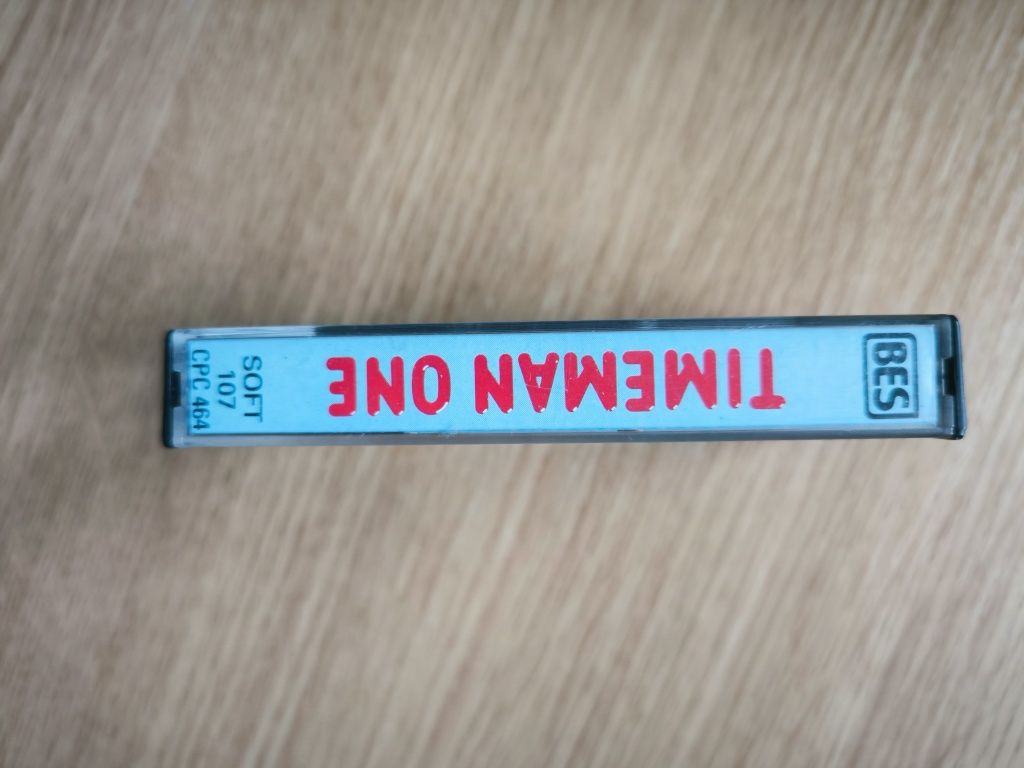 BES
TIMEMAN ONE
SOFT
107
CPC 464